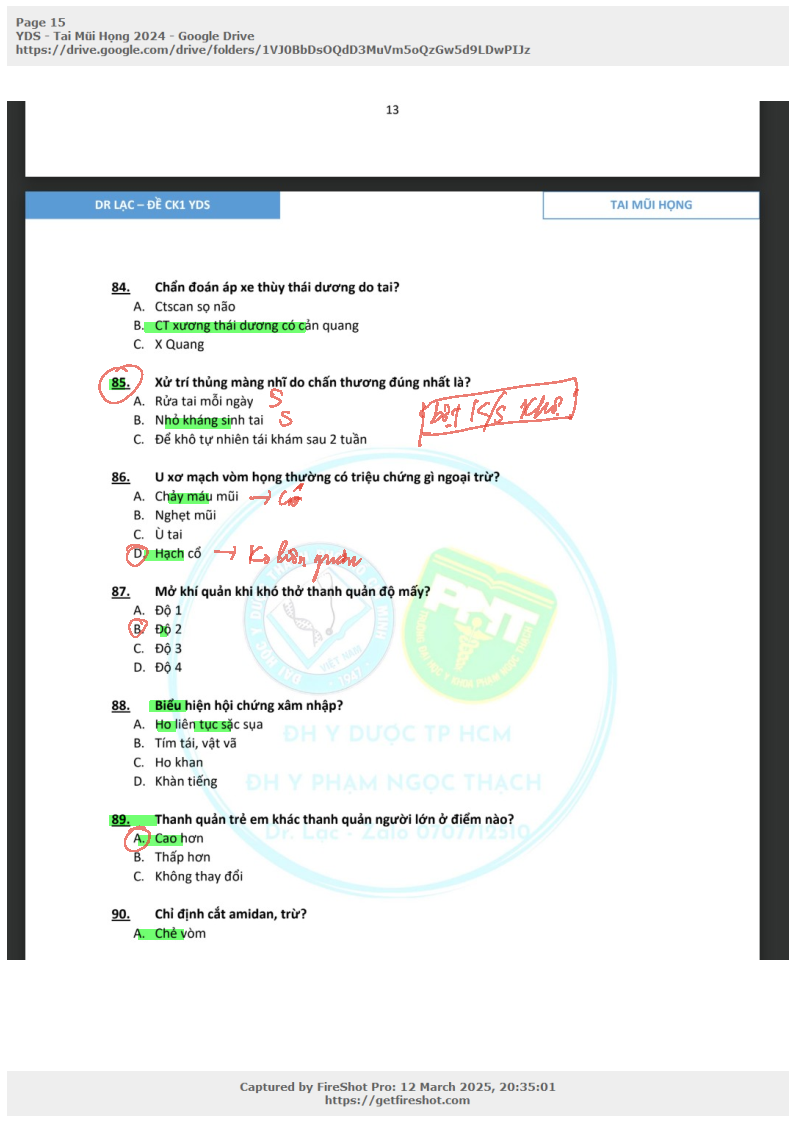 Page 15
YDS - Tai Mũi Họng 2024 - Google Drive
https://drive.google.com/drive/folders/1VJ0BbDsOQdD3MuVm5oQzGw5d9LDwPIJz
13
DR LẠC – ĐỀ CK1 YDS
TAI MŨI HỌNG
84. Chẩn đoán áp xe thùy thái dương do tai?
A. Ctscan sọ não
B. CT xương thái dương có cản quang
C. X Quang
85. Xử trí thủng màng nhĩ do chấn thương đúng nhất là?
A. Rửa tai mỗi ngày S
B. Nhỏ kháng sinh tai S
bột K/s khô
C. Để khô tự nhiên tái khám sau 2 tuần
86. U xơ mạch vòm họng thường có triệu chứng gì ngoại trừ?
A. Chảy máu mũi → Có
B. Nghẹt mũi
C. Ù tai
D. Hạch cổ → Ko liên quan
87. Mở khí quản khi khó thở thanh quản độ mấy?
A. Độ 1
B. Độ 2
C. Độ 3
D. Độ 4
88. Biểu hiện hội chứng xâm nhập?
A. Ho liên tục sặc sụa
B. Tím tái, vật vã
C. Ho khan
D. Khàn tiếng
89. Thanh quản trẻ em khác thanh quản người lớn ở điểm nào?
A. Cao hơn
B. Thấp hơn
C. Không thay đổi
90. Chỉ định cắt amidan, trừ?
A. Chẻ vòm
ĐH Y DƯỢC TP HCM
ĐH Y PHẠM NGỌC THẠCH
Dr. Lạc - Zalo 0707712510
PNT
VIỆT NAM
1947
Captured by FireShot Pro: 12 March 2025, 20:35:01
https://getfireshot.com